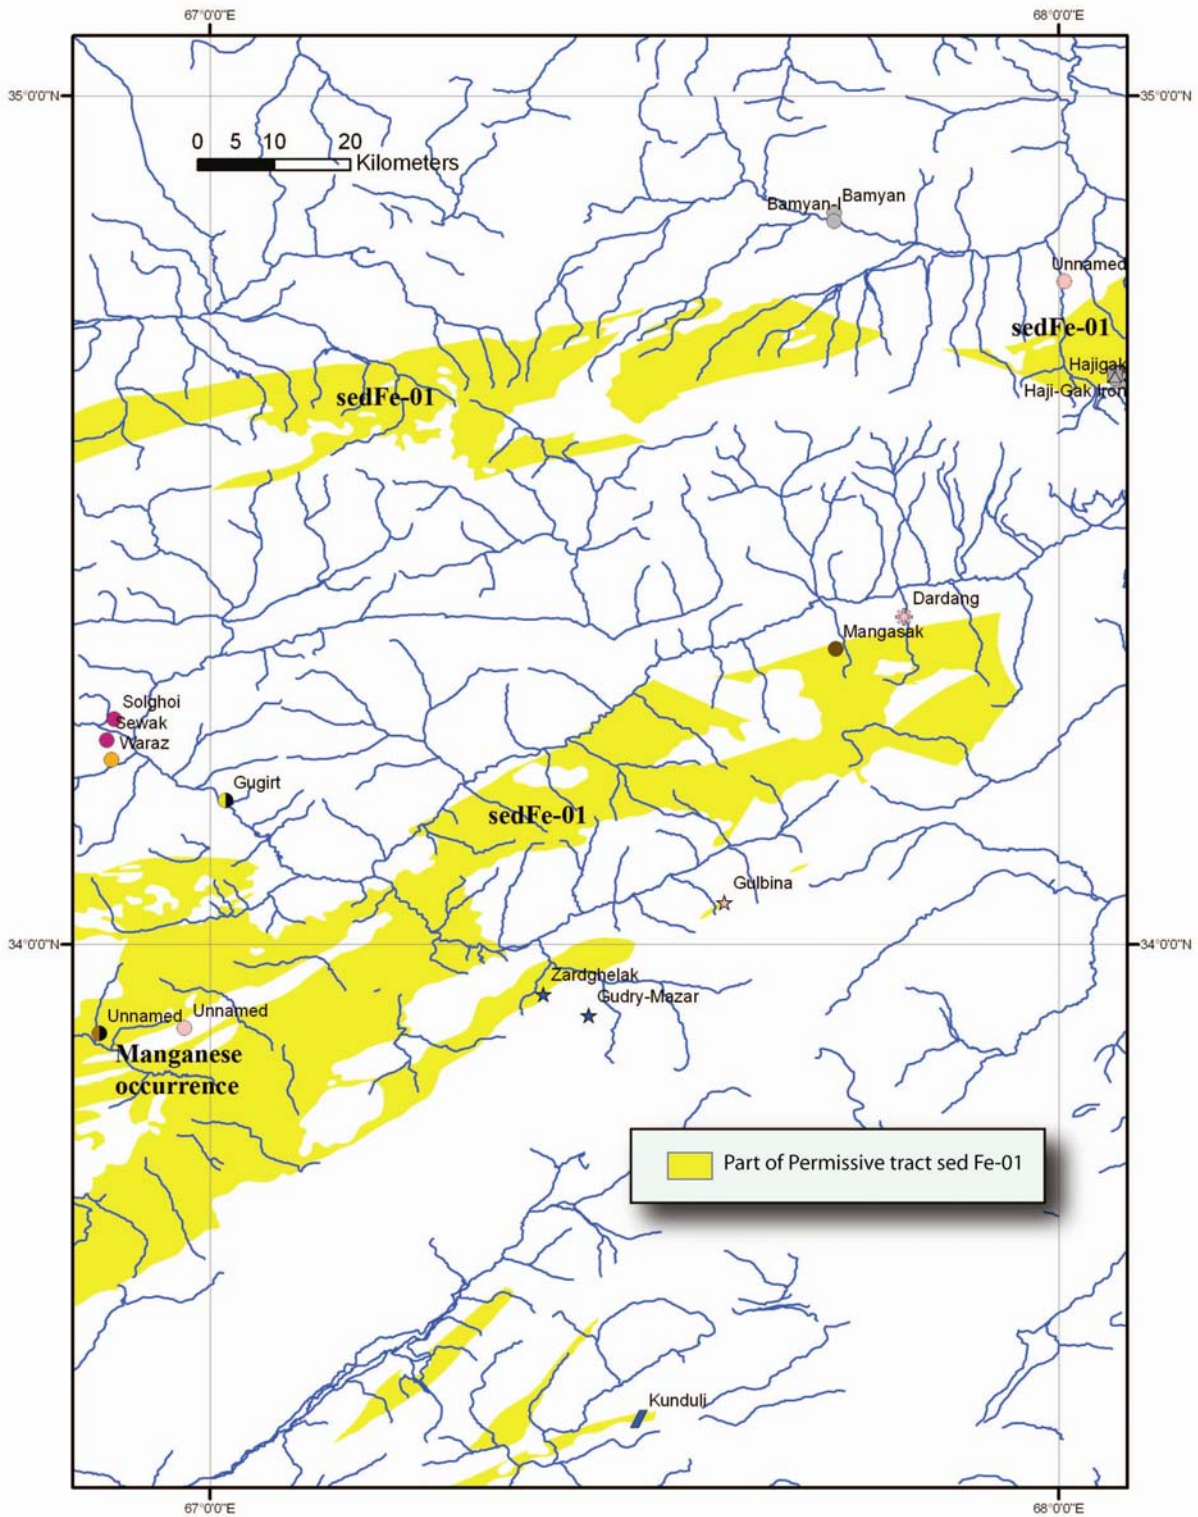 67°0'0"E
68°0'0"E
35°0'0"N
35°0'0"N
0 5 10 20
Kilometers
Bamyan-I
Bamyan
Unnamed
sedFe-01
Hajigak
Haji-Gak Iron
sedFe-01
Dardang
Mangasak
Solghoi
Sewak
Waraz
Gugirt
sedFe-01
Gulbina
34°0'0"N
34°0'0"N
Zardghelak
Gudry-Mazar
Unnamed
Unnamed
Manganese
occurrence
Part of Permissive tract sed Fe-01
Kunduli
67°0'0"E
68°0'0"E